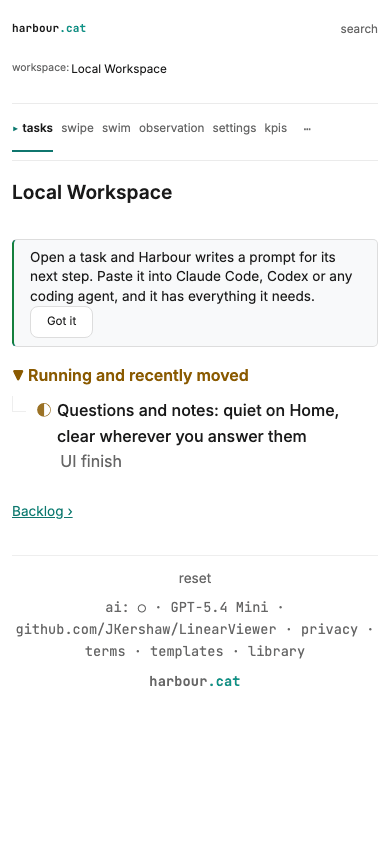 harbour.cat
search
workspace: Local Workspace
▸ tasks swipe swim observation settings kpis ⋯
Local Workspace
Open a task and Harbour writes a prompt for its
next step. Paste it into Claude Code, Codex or any
coding agent, and it has everything it needs.
Got it
▼ Running and recently moved
Questions and notes: quiet on Home,
clear wherever you answer them
UI finish
Backlog ›
reset
ai: ○ · GPT-5.4 Mini ·
github.com/JKershaw/LinearViewer · privacy ·
terms · templates · library
harbour.cat